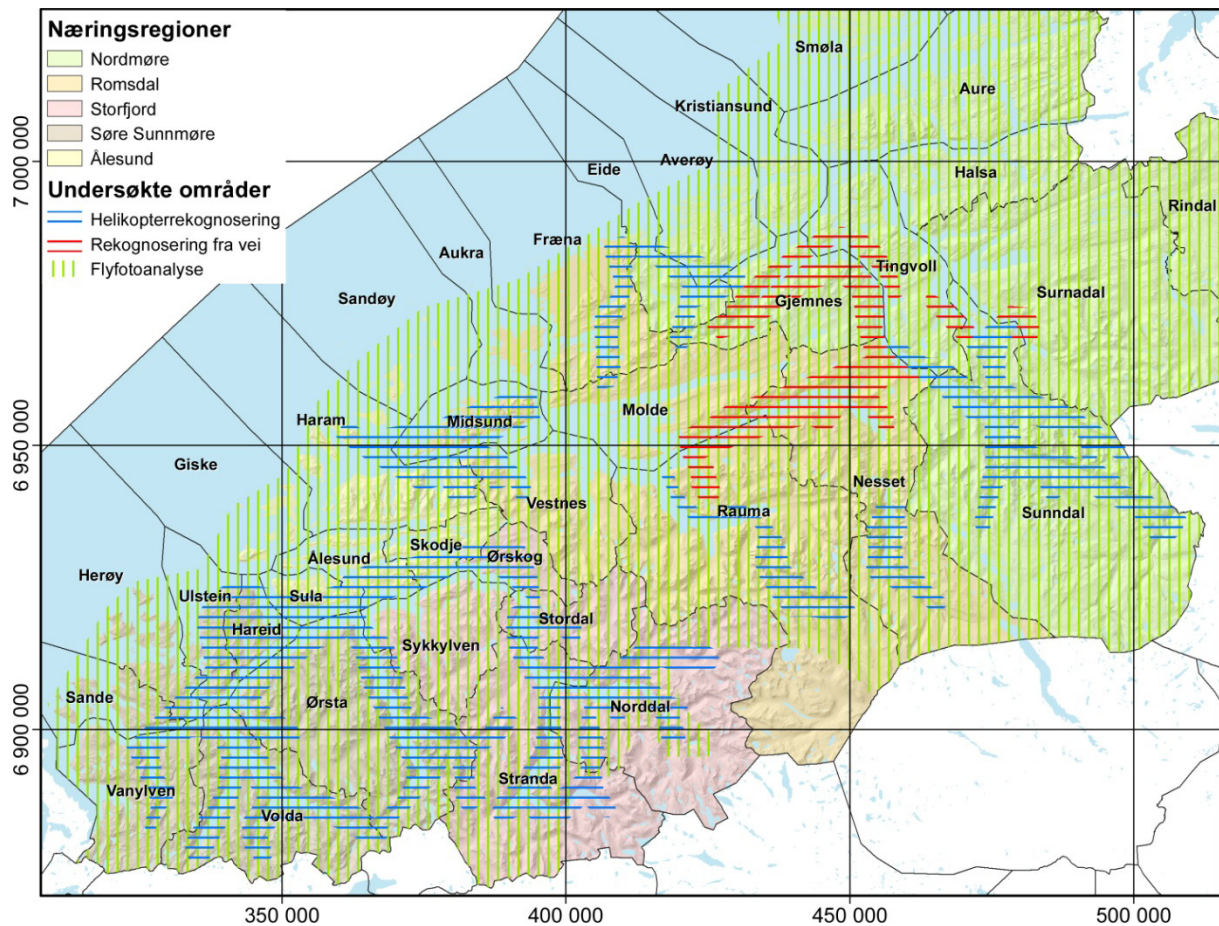 Næringsregioner
Nordmøre
Romsdal
Storfjord
Søre Sunnmøre
Ålesund
Undersøkte områder
Helikopterrekognosering
Rekognosering fra vei
Flyfotoanalyse
Smøla
Aure
Kristiansund
Averøy
Eide
Halsa
Rindal
Fræna
Aukra
Tingvoll
Sandøy
Gjemnes
Surnadal
Haram
Midsund
Molde
Giske
Nesset
Vestnes
Rauma
Sunndal
Skodje
Ålesund
Ørskog
Herøy
Ulstein
Sula
Hareid
Stordal
Sykkylven
Sande
Ørsta
Norddal
Vanylven
Stranda
Volda
7 000 000
6 950 000
6 900 000
350 000
400 000
450 000
500 000